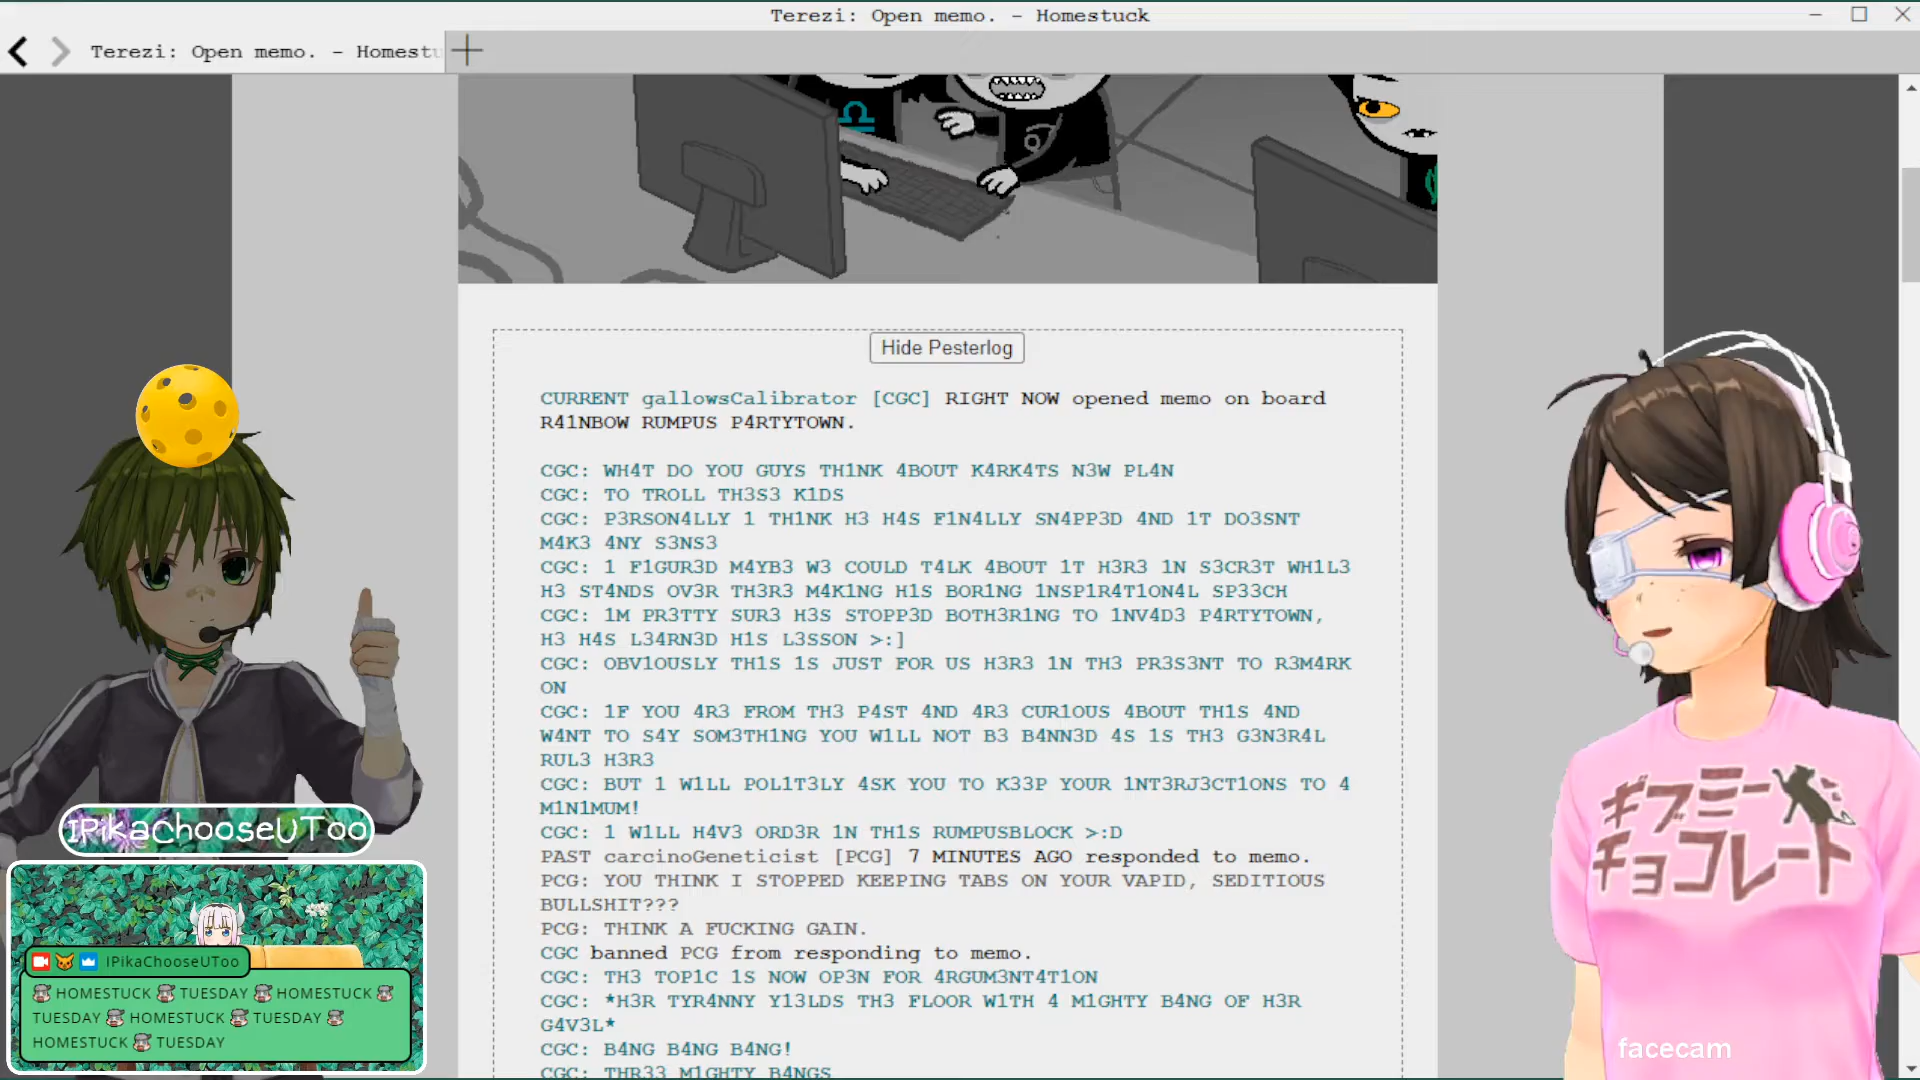 Terezi: Open memo. - Homestuck
Terezi: Open memo. - Homestu
Hide Pesterlog
CURRENT gallowsCalibrator [CGC] RIGHT NOW opened memo on board
R41NBOW RUMPUS P4RTYTOWN.
CGC: WH4T DO YOU GUYS TH1NK 4BOUT K4RK4TS N3W PL4N
CGC: TO TROLL TH3S3 K1DS
CGC: P3RSON4LLY 1 TH1NK H3 H4S F1N4LLY SN4PP3D 4ND 1T DO3SNT
M4K3 4NY S3NS3
CGC: 1 F1GUR3D M4YB3 W3 COULD T4LK 4BOUT 1T H3R3 1N S3CR3T WH1L3
H3 ST4NDS OV3R TH3R3 M4K1NG H1S BOR1NG 1NSP1R4T1ON4L SP33CH
CGC: 1M PR3TTY SUR3 H3S STOPP3D BOTH3R1NG TO 1NV4D3 P4RTYTOWN,
H3 H4S L34RN3D H1S L3SSON >:]
CGC: OBV1OUSLY TH1S 1S JUST FOR US H3R3 1N TH3 PR3S3NT TO R3M4RK
ON
CGC: 1F YOU 4R3 FROM TH3 P4ST 4ND 4R3 CUR1OUS 4BOUT TH1S 4ND
W4NT TO S4Y SOM3TH1NG YOU W1LL NOT B3 B4NN3D 4S 1S TH3 G3N3R4L
RUL3 H3R3
CGC: BUT 1 W1LL POL1T3LY 4SK YOU TO K33P YOUR 1NT3RJ3CT1ONS TO 4
M1N1MUM!
CGC: 1 W1LL H4V3 ORD3R 1N TH1S RUMPUSBLOCK >:D
PAST carcinoGeneticist [PCG] 7 MINUTES AGO responded to memo.
PCG: YOU THINK I STOPPED KEEPING TABS ON YOUR VAPID, SEDITIOUS
BULLSHIT???
PCG: THINK A FUCKING GAIN.
CGC banned PCG from responding to memo.
CGC: TH3 TOP1C 1S NOW OP3N FOR 4RGUM3NT4T1ON
CGC: *H3R TYR4NNY Y13LDS TH3 FLOOR W1TH 4 M1GHTY B4NG OF H3R
G4V3L*
CGC: B4NG B4NG B4NG!
CGC: THR33 M1GHTY B4NGS
IPikaChooseUToo
IPikaChooseUToo
HOMESTUCK TUESDAY HOMESTUCK
TUESDAY HOMESTUCK TUESDAY
HOMESTUCK TUESDAY
ギブミー
チョコレート
facecam